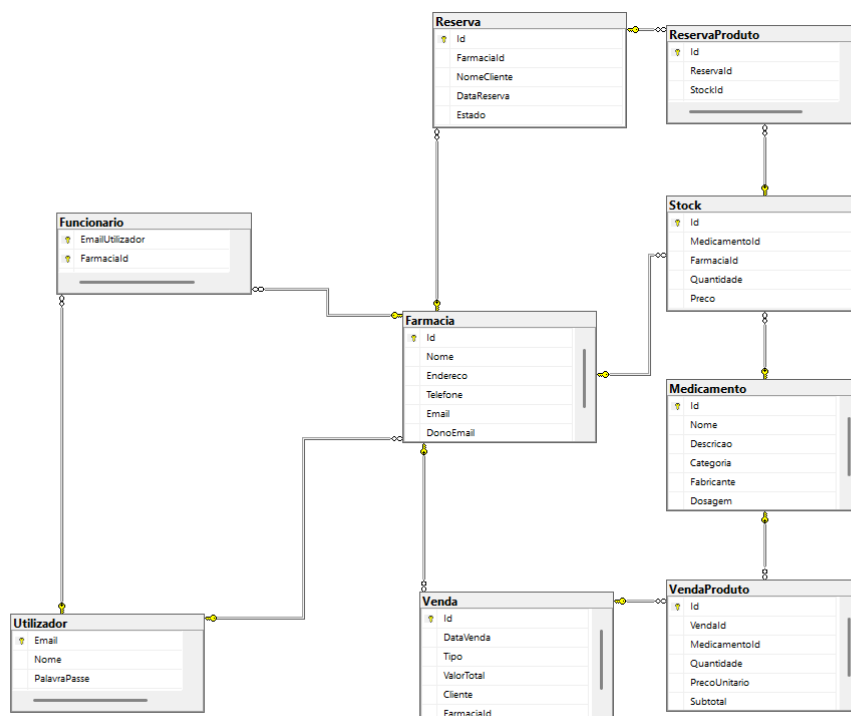 Reserva
Id
FarmaciaId
NomeCliente
DataReserva
Estado
ReservaProduto
Id
ReservaId
StockId
Funcionario
EmailUtilizador
FarmaciaId
Stock
Id
MedicamentoId
FarmaciaId
Quantidade
Preco
Farmacia
Id
Nome
Endereco
Telefone
Email
DonoEmail
Medicamento
Id
Nome
Descricao
Categoria
Fabricante
Dosagem
Utilizador
Email
Nome
PalavraPasse
Venda
Id
DataVenda
Tipo
ValorTotal
Cliente
FarmaciaId
VendaProduto
Id
VendaId
MedicamentoId
Quantidade
PrecoUnitario
Subtotal